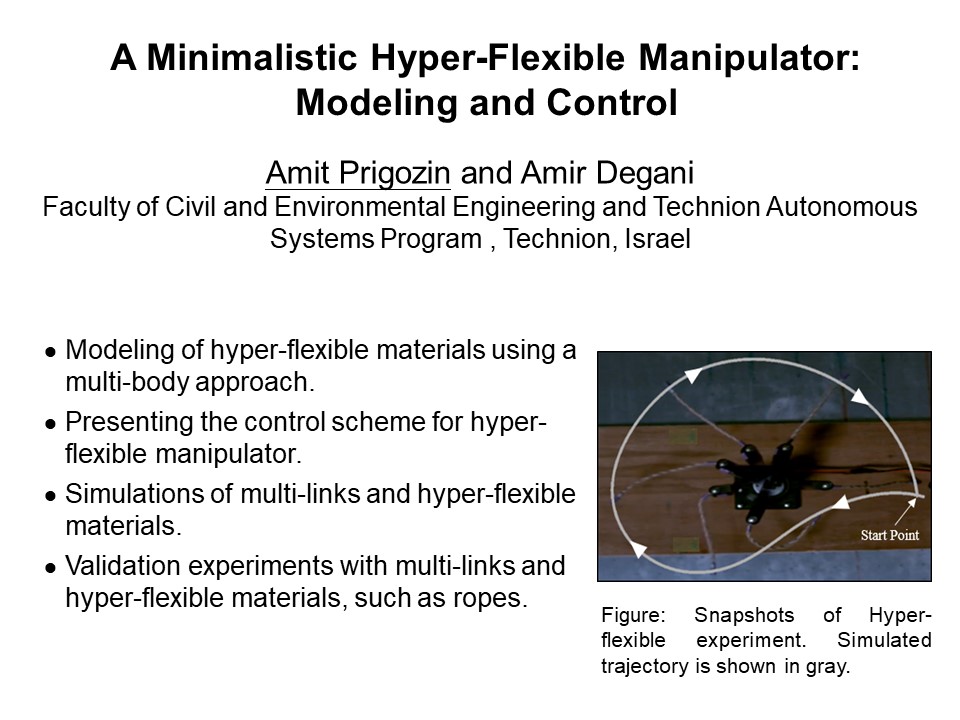 A Minimalistic Hyper-Flexible Manipulator:
Modeling and Control
Amit Prigozin and Amir Degani
Faculty of Civil and Environmental Engineering and Technion Autonomous
Systems Program , Technion, Israel
● Modeling of hyper-flexible materials using a
multi-body approach.
● Presenting the control scheme for hyper-
flexible manipulator.
● Simulations of multi-links and hyper-flexible
materials.
● Validation experiments with multi-links and
hyper-flexible materials, such as ropes.
Start Point
Figure: Snapshots of Hyper-
flexible experiment. Simulated
trajectory is shown in gray.